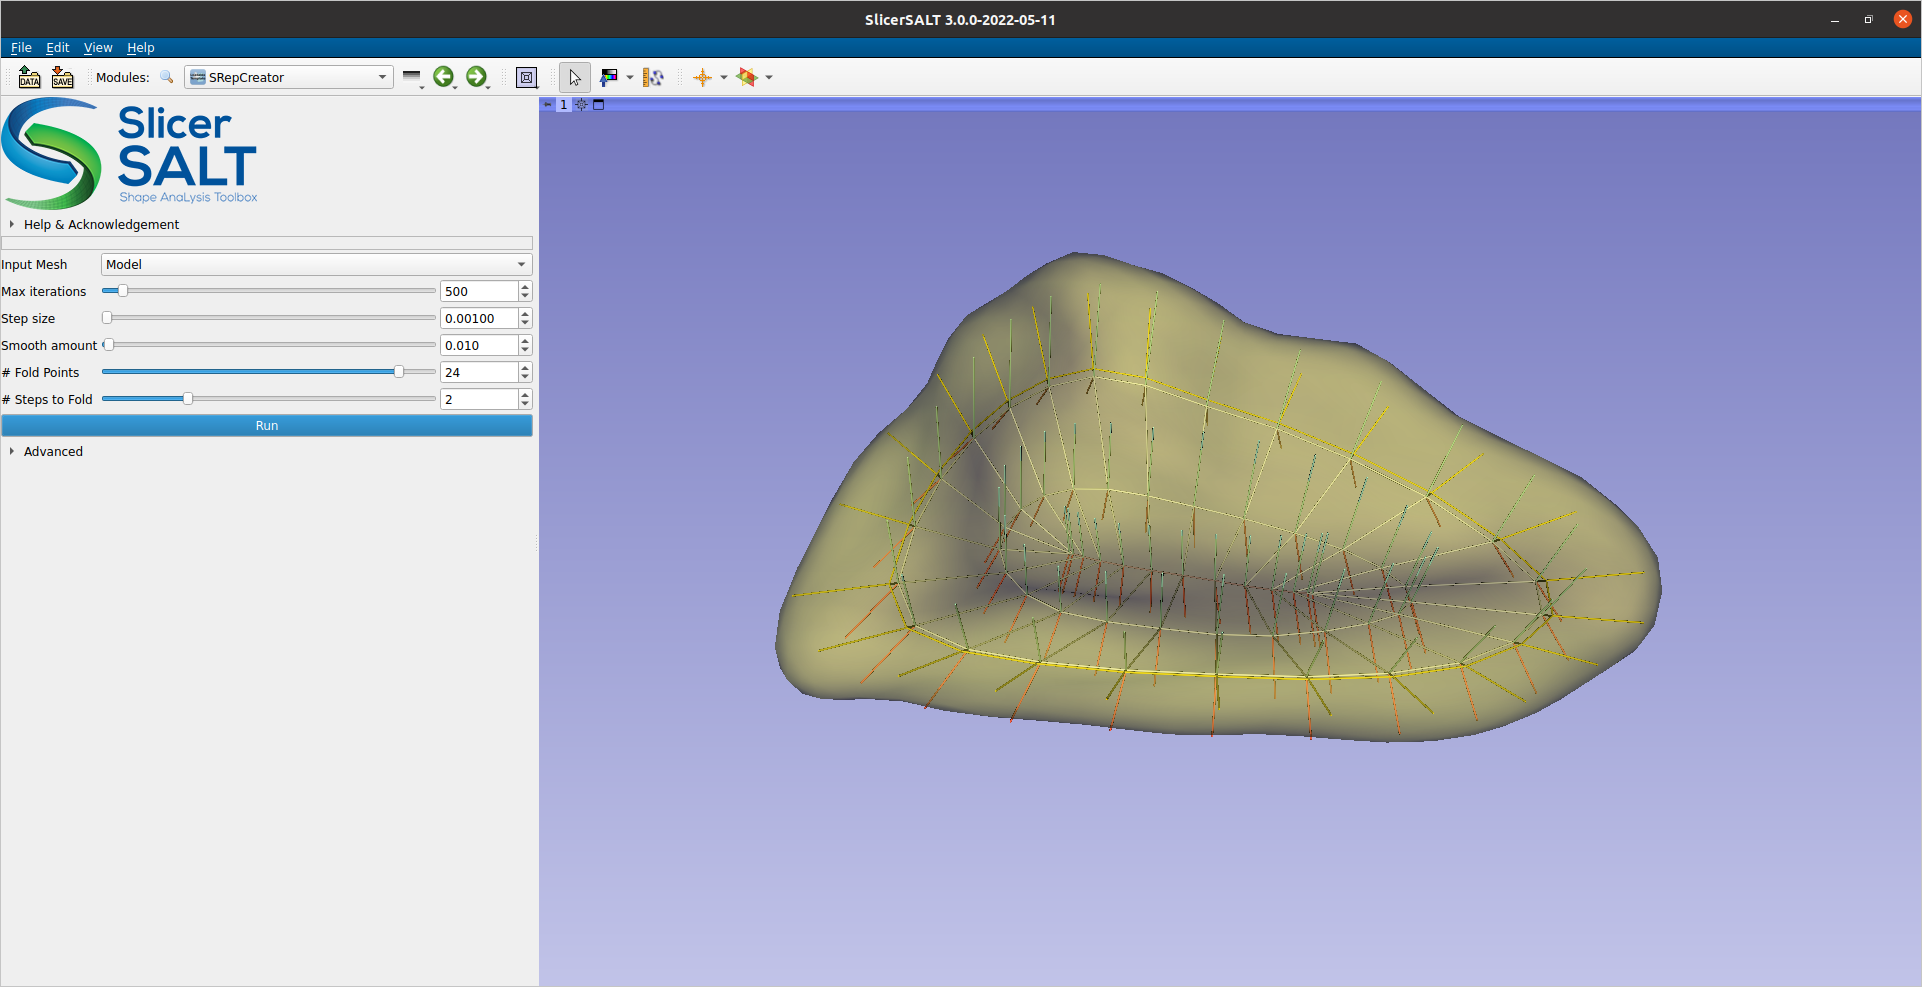 SlicerSALT 3.0.0-2022-05-11
File Edit View Help
DATA SAVE Modules: SRepCreator
1
Slicer
SALT
Shape AnaLysis Toolbox
Help & Acknowledgement
Input Mesh Model
Max iterations 500
Step size 0.00100
Smooth amount 0.010
# Fold Points 24
# Steps to Fold 2
Run
Advanced